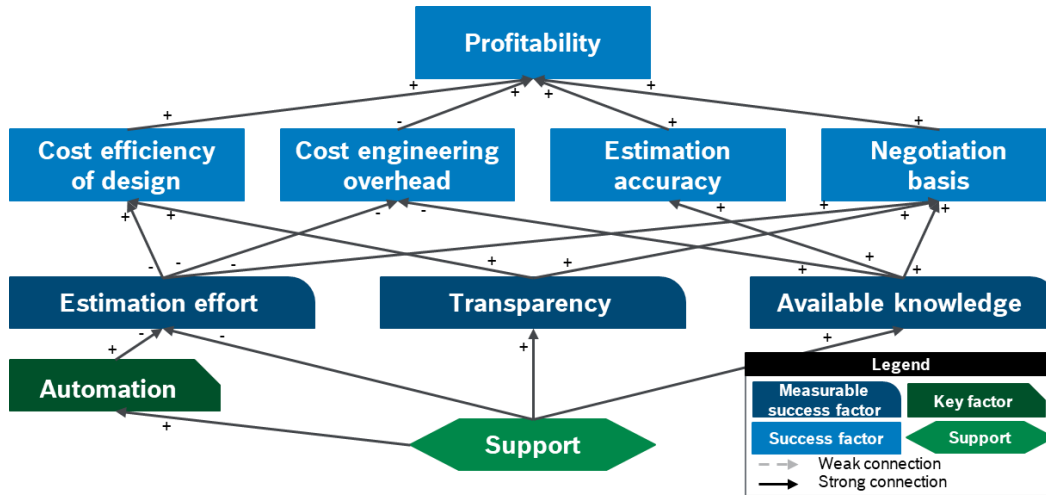 Profitability
+ + + +
+ - + +
Cost efficiency
of design
Cost engineering
overhead
Estimation
accuracy
Negotiation
basis
+ + - - + + + +
- - - + + + + +
Estimation effort
Transparency
Available knowledge
+ - - + +
Automation
+
Support
Legend
Measurable
success factor
Key factor
Success factor
Support
Weak connection
Strong connection